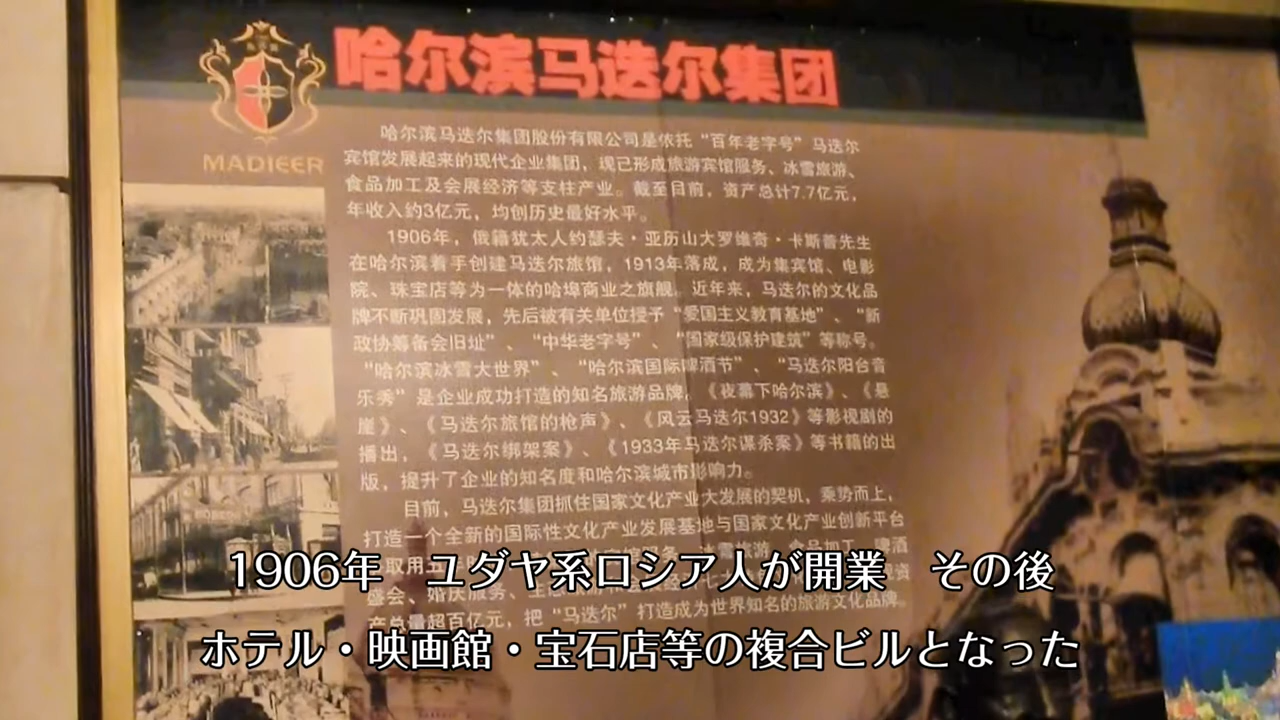 哈尔滨马迭尔集团
MADIEER
哈尔滨马迭尔集团股份有限公司是依托“百年老字号”马迭尔
宾馆发展起来的现代企业集团，现已形成旅游宾馆服务、冰雪旅游、
食品加工及会展经济等支柱产业。截至目前，资产总计7.7亿元，
年收入约3亿元，均创历史最好水平。
1906年，俄籍犹太人约瑟夫·亚历山大罗维奇·卡斯普先生
在哈尔滨着手创建马迭尔旅馆，1913年落成，成为集宾馆、电影
院、珠宝店等为一体的哈埠商业之旗舰。近年来，马迭尔的文化品
牌不断巩固发展，先后被有关单位授予“爱国主义教育基地”、“新
政协筹备会旧址”、“中华老字号”、“国家级保护建筑”等称号。
“哈尔滨冰雪大世界”、“哈尔滨国际啤酒节”、“马迭尔阳台音
乐秀”是企业成功打造的知名旅游品牌。《夜幕下哈尔滨》、《悬
崖》、《马迭尔旅馆的枪声》、《风云马迭尔1932》等影视剧的
播出，《马迭尔绑架案》、《1933年马迭尔谋杀案》等书籍的出
版，提升了企业的知名度和哈尔滨城市影响力。
目前，马迭尔集团抓住国家文化产业大发展的契机，乘势而上，
打造一个全新的国际性文化产业发展基地与国家文化产业创新平台
雪旅游、食品加工、啤酒
盛会、婚庆服务、
产总量超百亿元，把“马迭尔”打造成为世界知名的旅游文化品牌。
1906年　ユダヤ系ロシア人が開業　その後
ホテル・映画館・宝石店等の複合ビルとなった